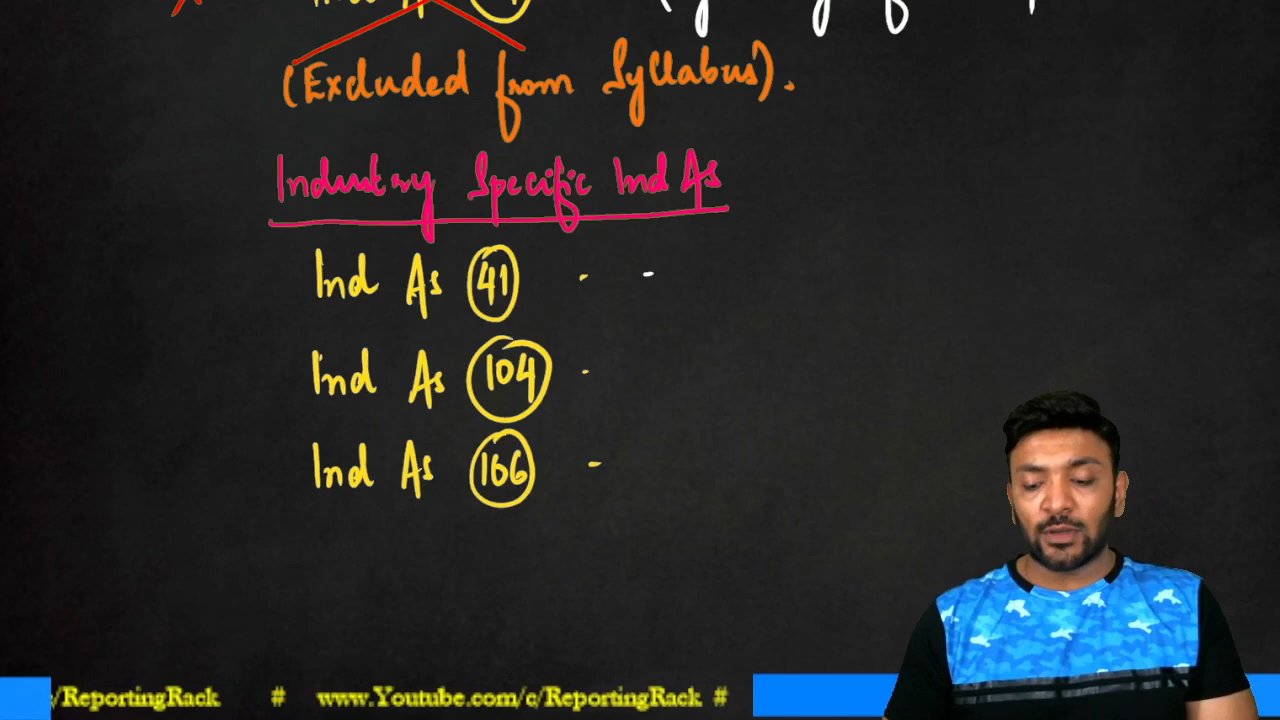 (Excluded from Syllabus).
Industry Specific Ind As
Ind As 41 -
Ind As 104 -
Ind As 106 -
c/ReportingRack # www.Youtube.com/c/ReportingRack #